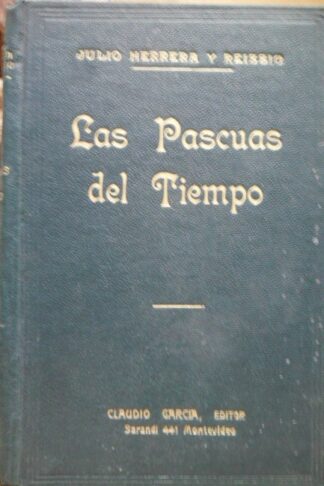 JULIO HERRERA Y REISSIG
Las Pascuas
del Tiempo
CLAUDIO GARCIA, EDITOR
Sarandí 441 Montevideo